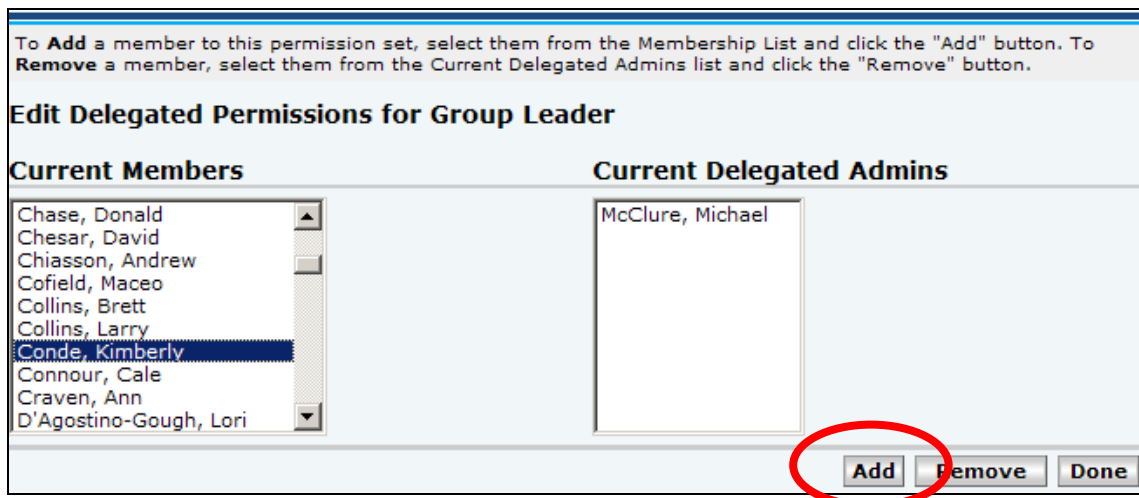 To Add a member to this permission set, select them from the Membership List and click the "Add" button. To
Remove a member, select them from the Current Delegated Admins list and click the "Remove" button.
Edit Delegated Permissions for Group Leader
Current Members
Current Delegated Admins
Chase, Donald
Chesar, David
Chiasson, Andrew
Cofield, Maceo
Collins, Brett
Collins, Larry
Conde, Kimberly
Connour, Cale
Craven, Ann
D'Agostino-Gough, Lori
McClure, Michael
Add Remove Done